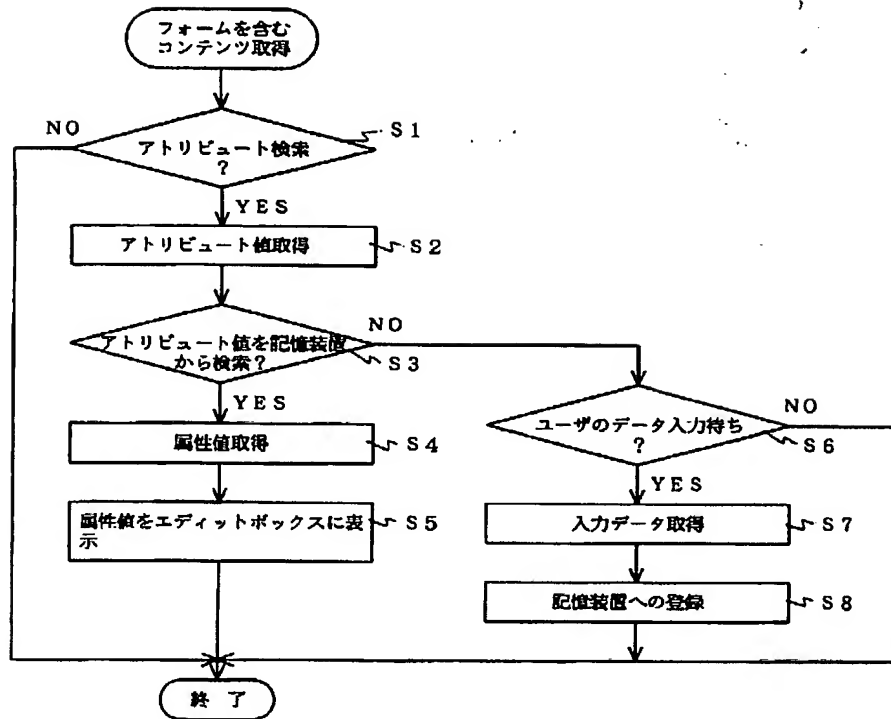 フォームを含む
コンテンツ取得
NO
S1
アトリビュート検索
?
YES
アトリビュート値取得
S2
アトリビュート値を記憶装置
から検索?
NO
S3
YES
属性値取得
S4
属性値をエディットボックスに表
示
S5
ユーザのデータ入力待ち
?
NO
S6
YES
入力データ取得
S7
記憶装置への登録
S8
終 了